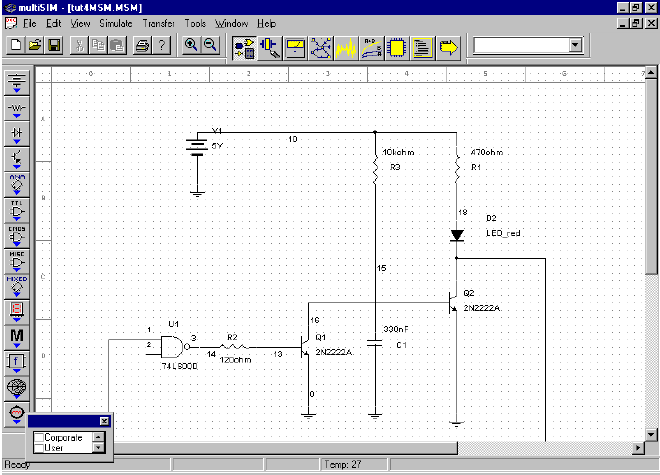 multiSIM - [tut4MSM.MSM]
File Edit View Simulate Transfer Tools Window Help
0 1 2 3 4 5 6 7
A
B
C
D
V1
5V
10
10kohm
R3
470ohm
R1
18
D2
LED_red
15
Q2
2N2222A
16
330nF
C1
U1
1
2
3
74LS00D
R2
14
120ohm
13
Q1
2N2222A
0
ANA
TTL
CMOS
MISC
MIXED
M
f
Corporate
User
Ready
Temp: 27